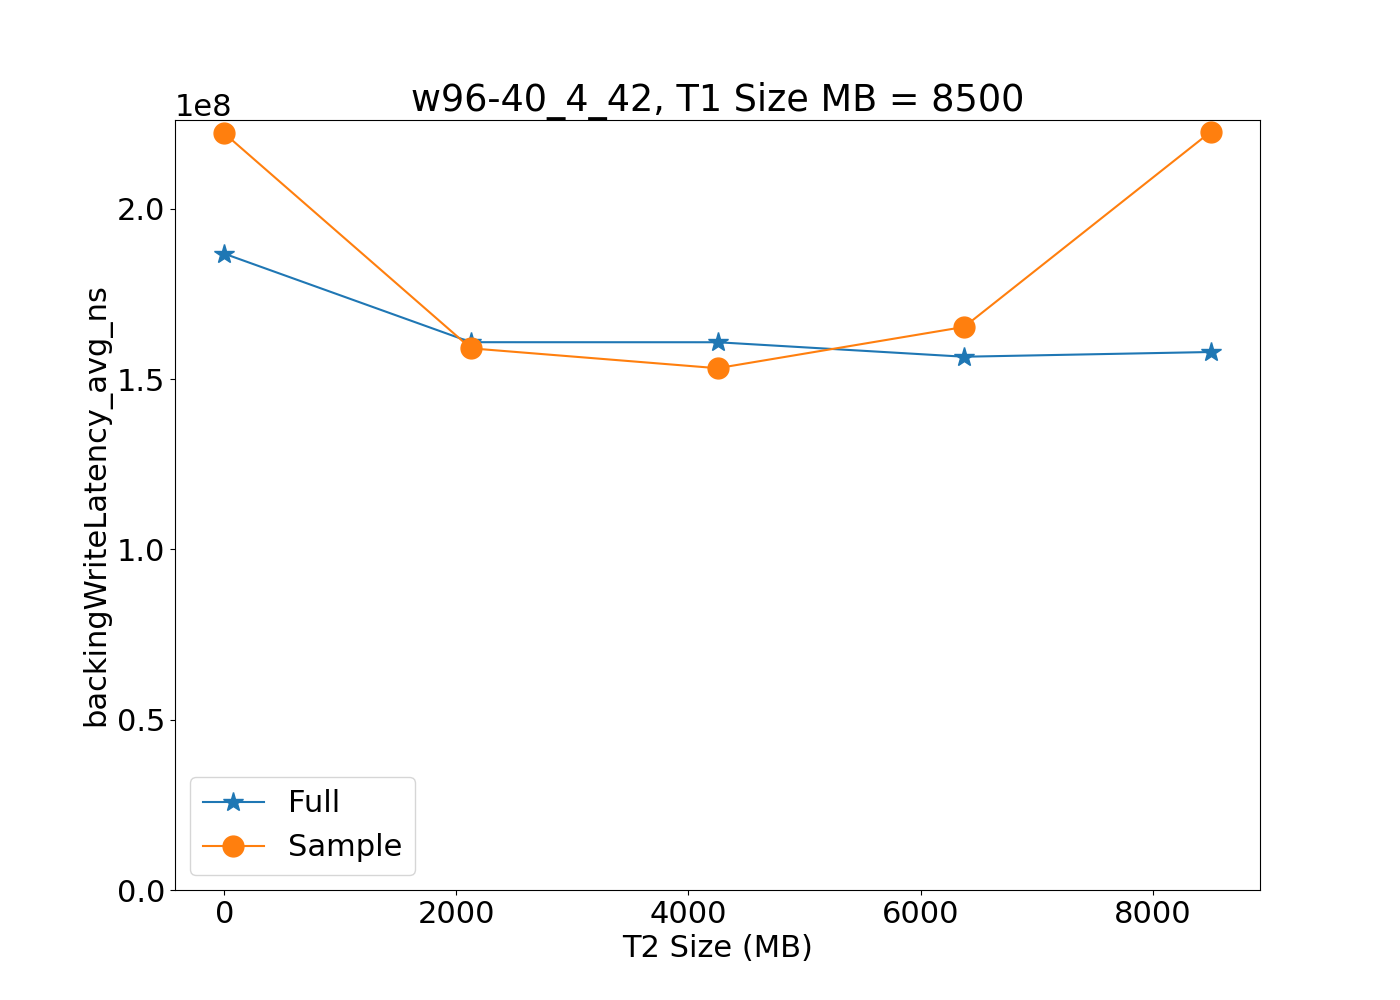 w96-40_4_42, T1 Size MB = 8500
1e8
2.0
1.5
1.0
0.5
0.0
backingWriteLatency_avg_ns
Full
Sample
0 2000 4000 6000 8000
T2 Size (MB)